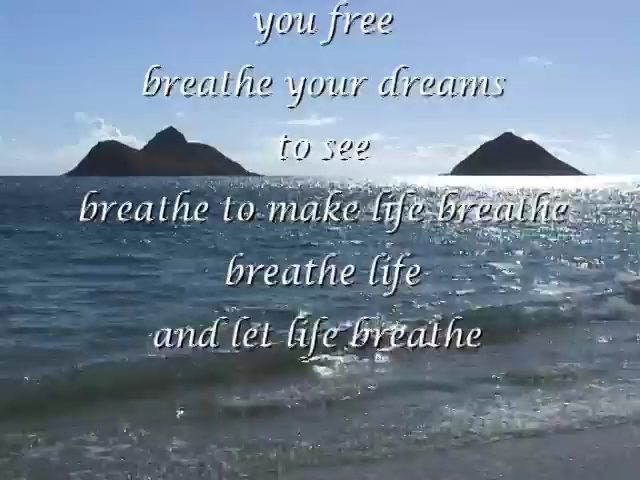 you free
breathe your dreams
to see
breathe to make life breathe
breathe life
and let life breathe